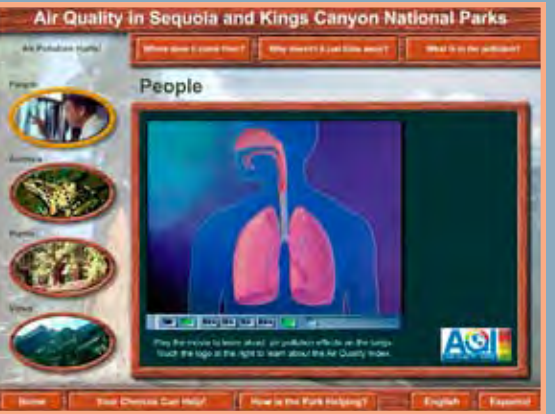 Air Quality in Sequoia and Kings Canyon National Parks
Air Pollution Hurts!
Where does it come from?
Why doesn't it just blow away?
What is in the pollution?
People
People
Animals
Plants
Views
Play the movie to learn about air pollution effects on the lungs.
Touch the logo at the right to learn about the Air Quality Index.
AQI
Home
Your Choices Can Help!
How is the Park Helping?
English
Espanol